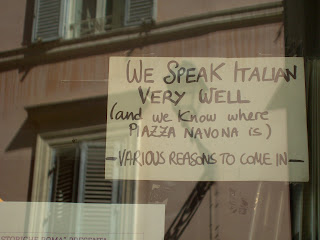 WE SPEAK ITALIAN
VERY WELL
(and we know where
PIAZZA NAVONA is)
-VARIOUS REASONS TO COME IN-